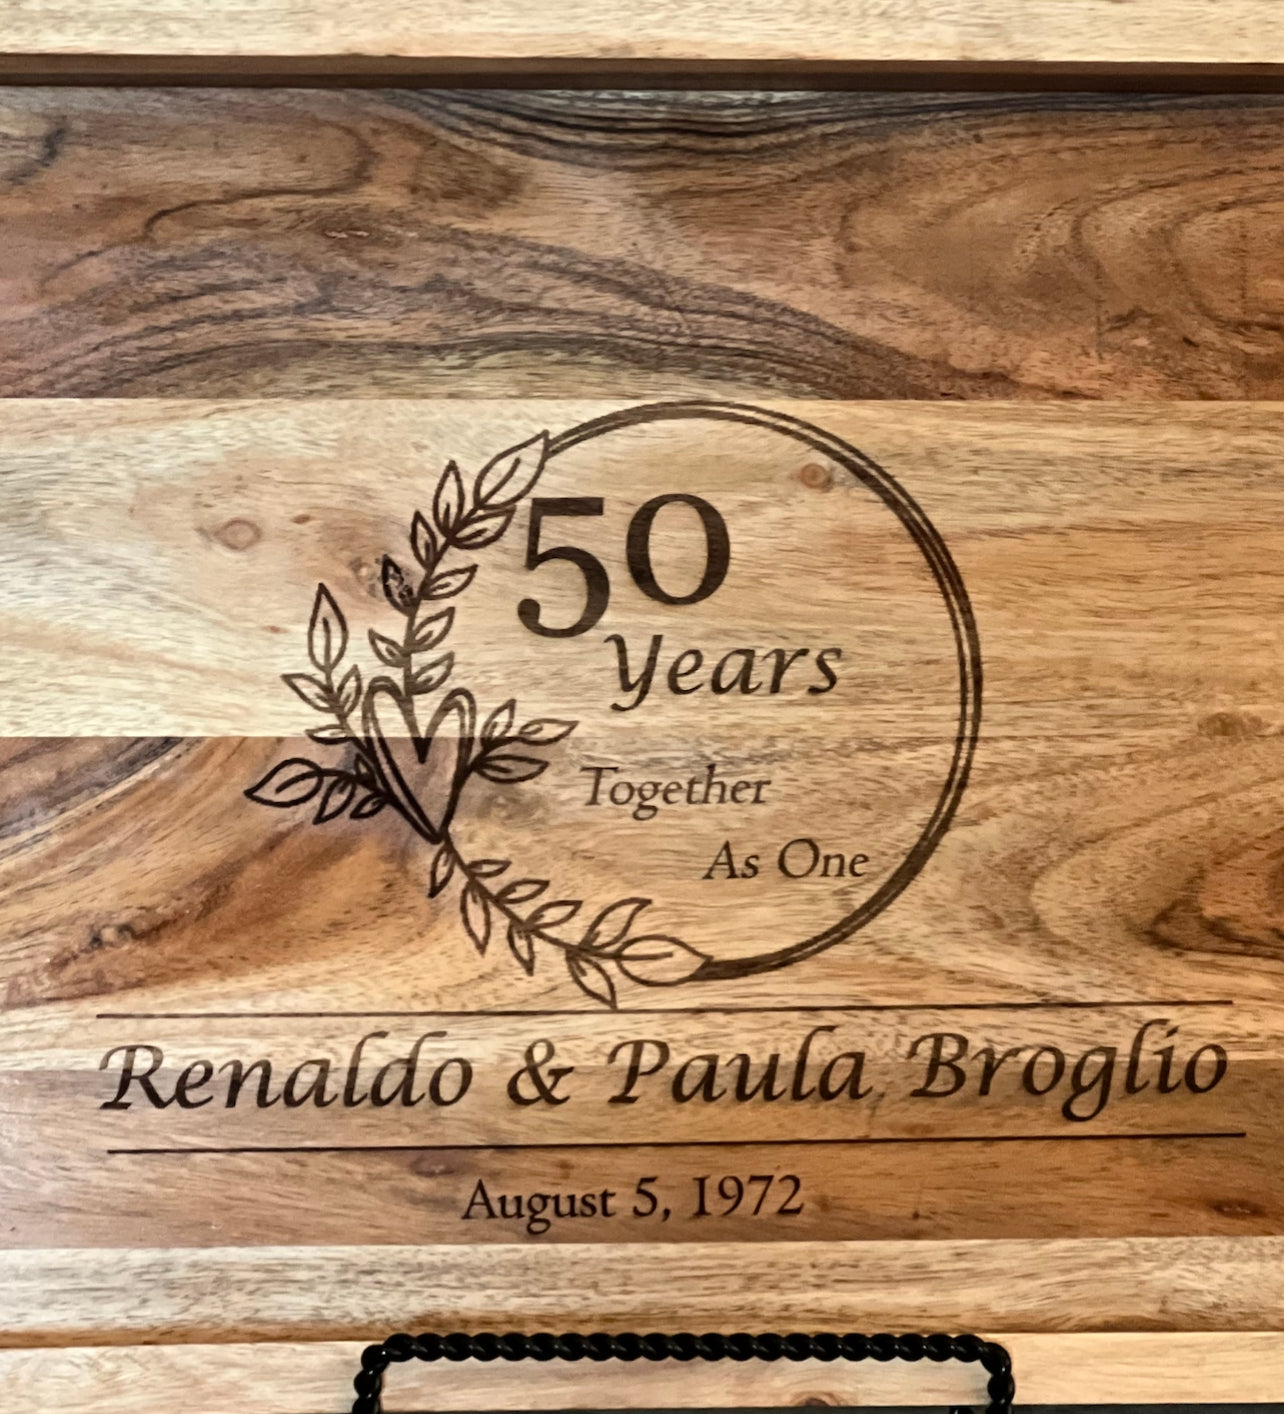 50
Years
Together
As One
Renaldo & Paula Broglio
August 5, 1972